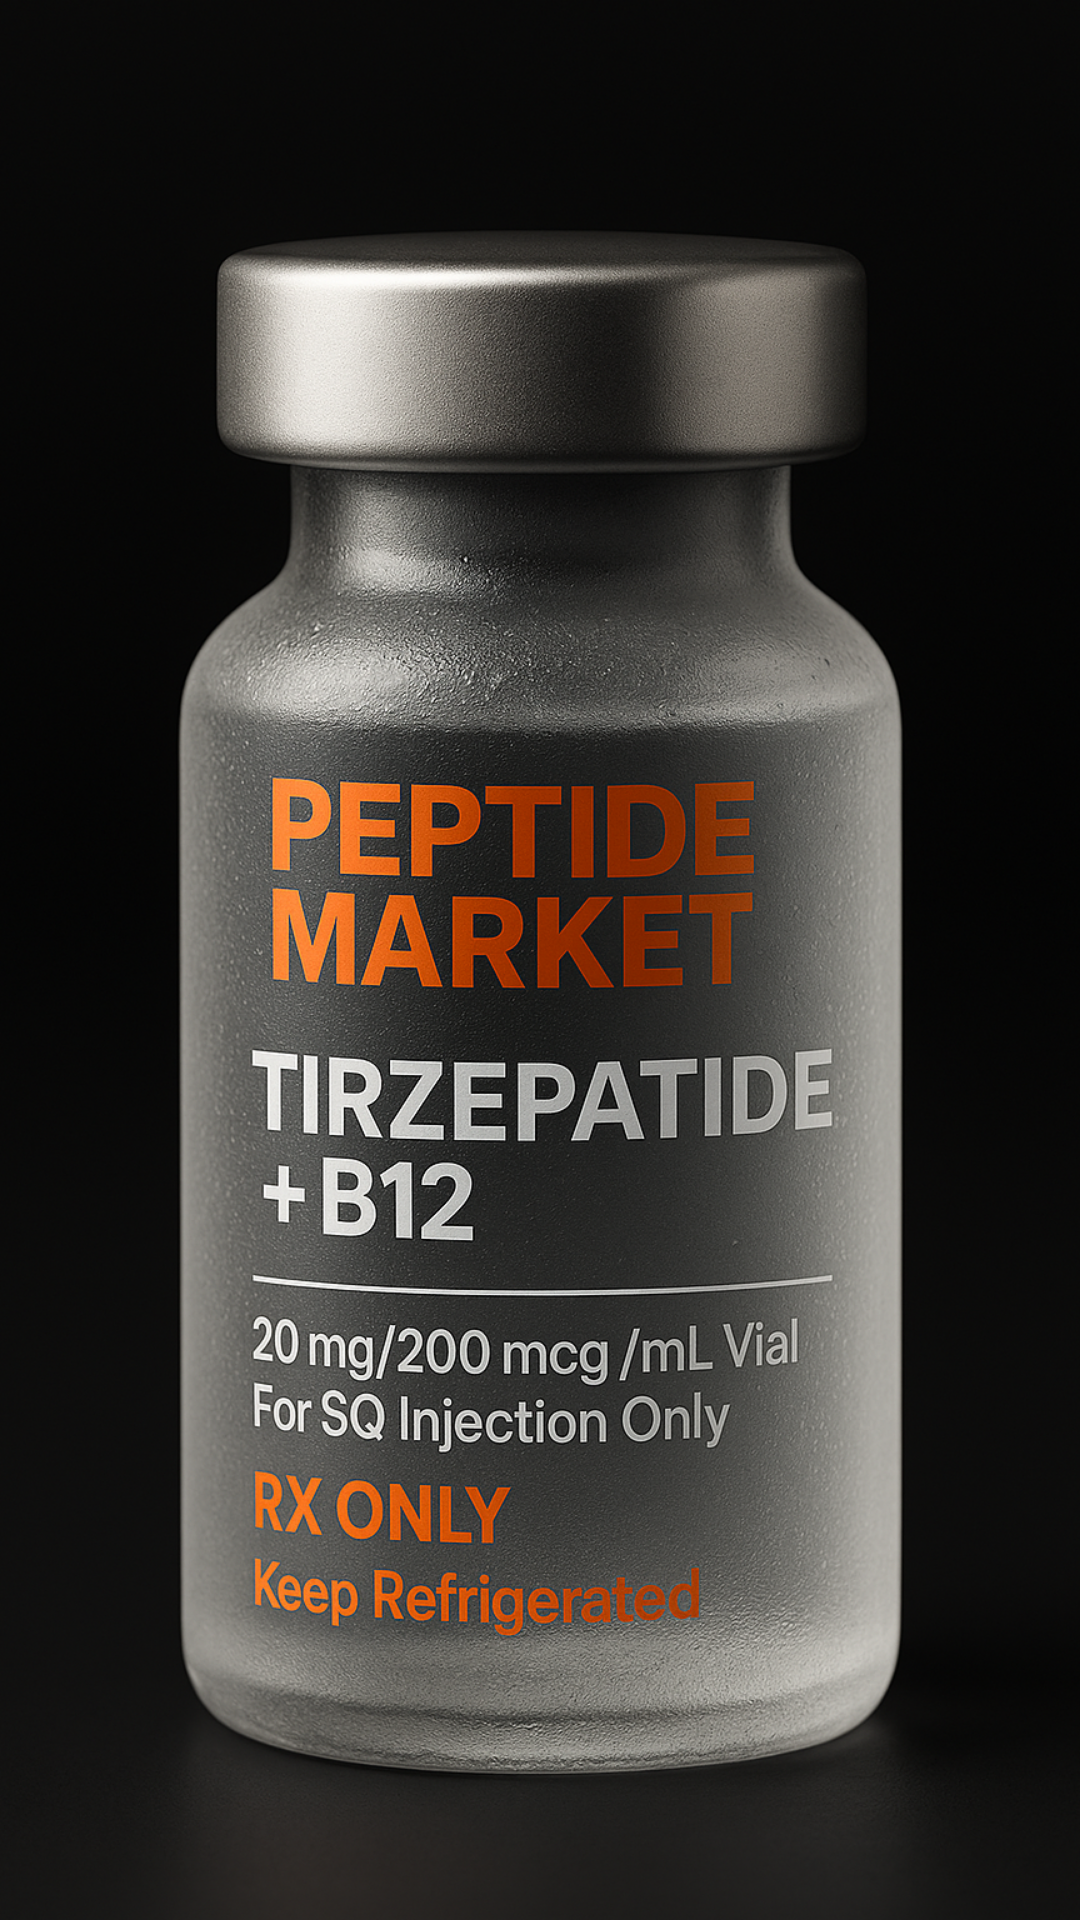 PEPTIDE
MARKET
TIRZEPATIDE
+ B12
20 mg/200 mcg /mL Vial
For SQ Injection Only
RX ONLY
Keep Refrigerated